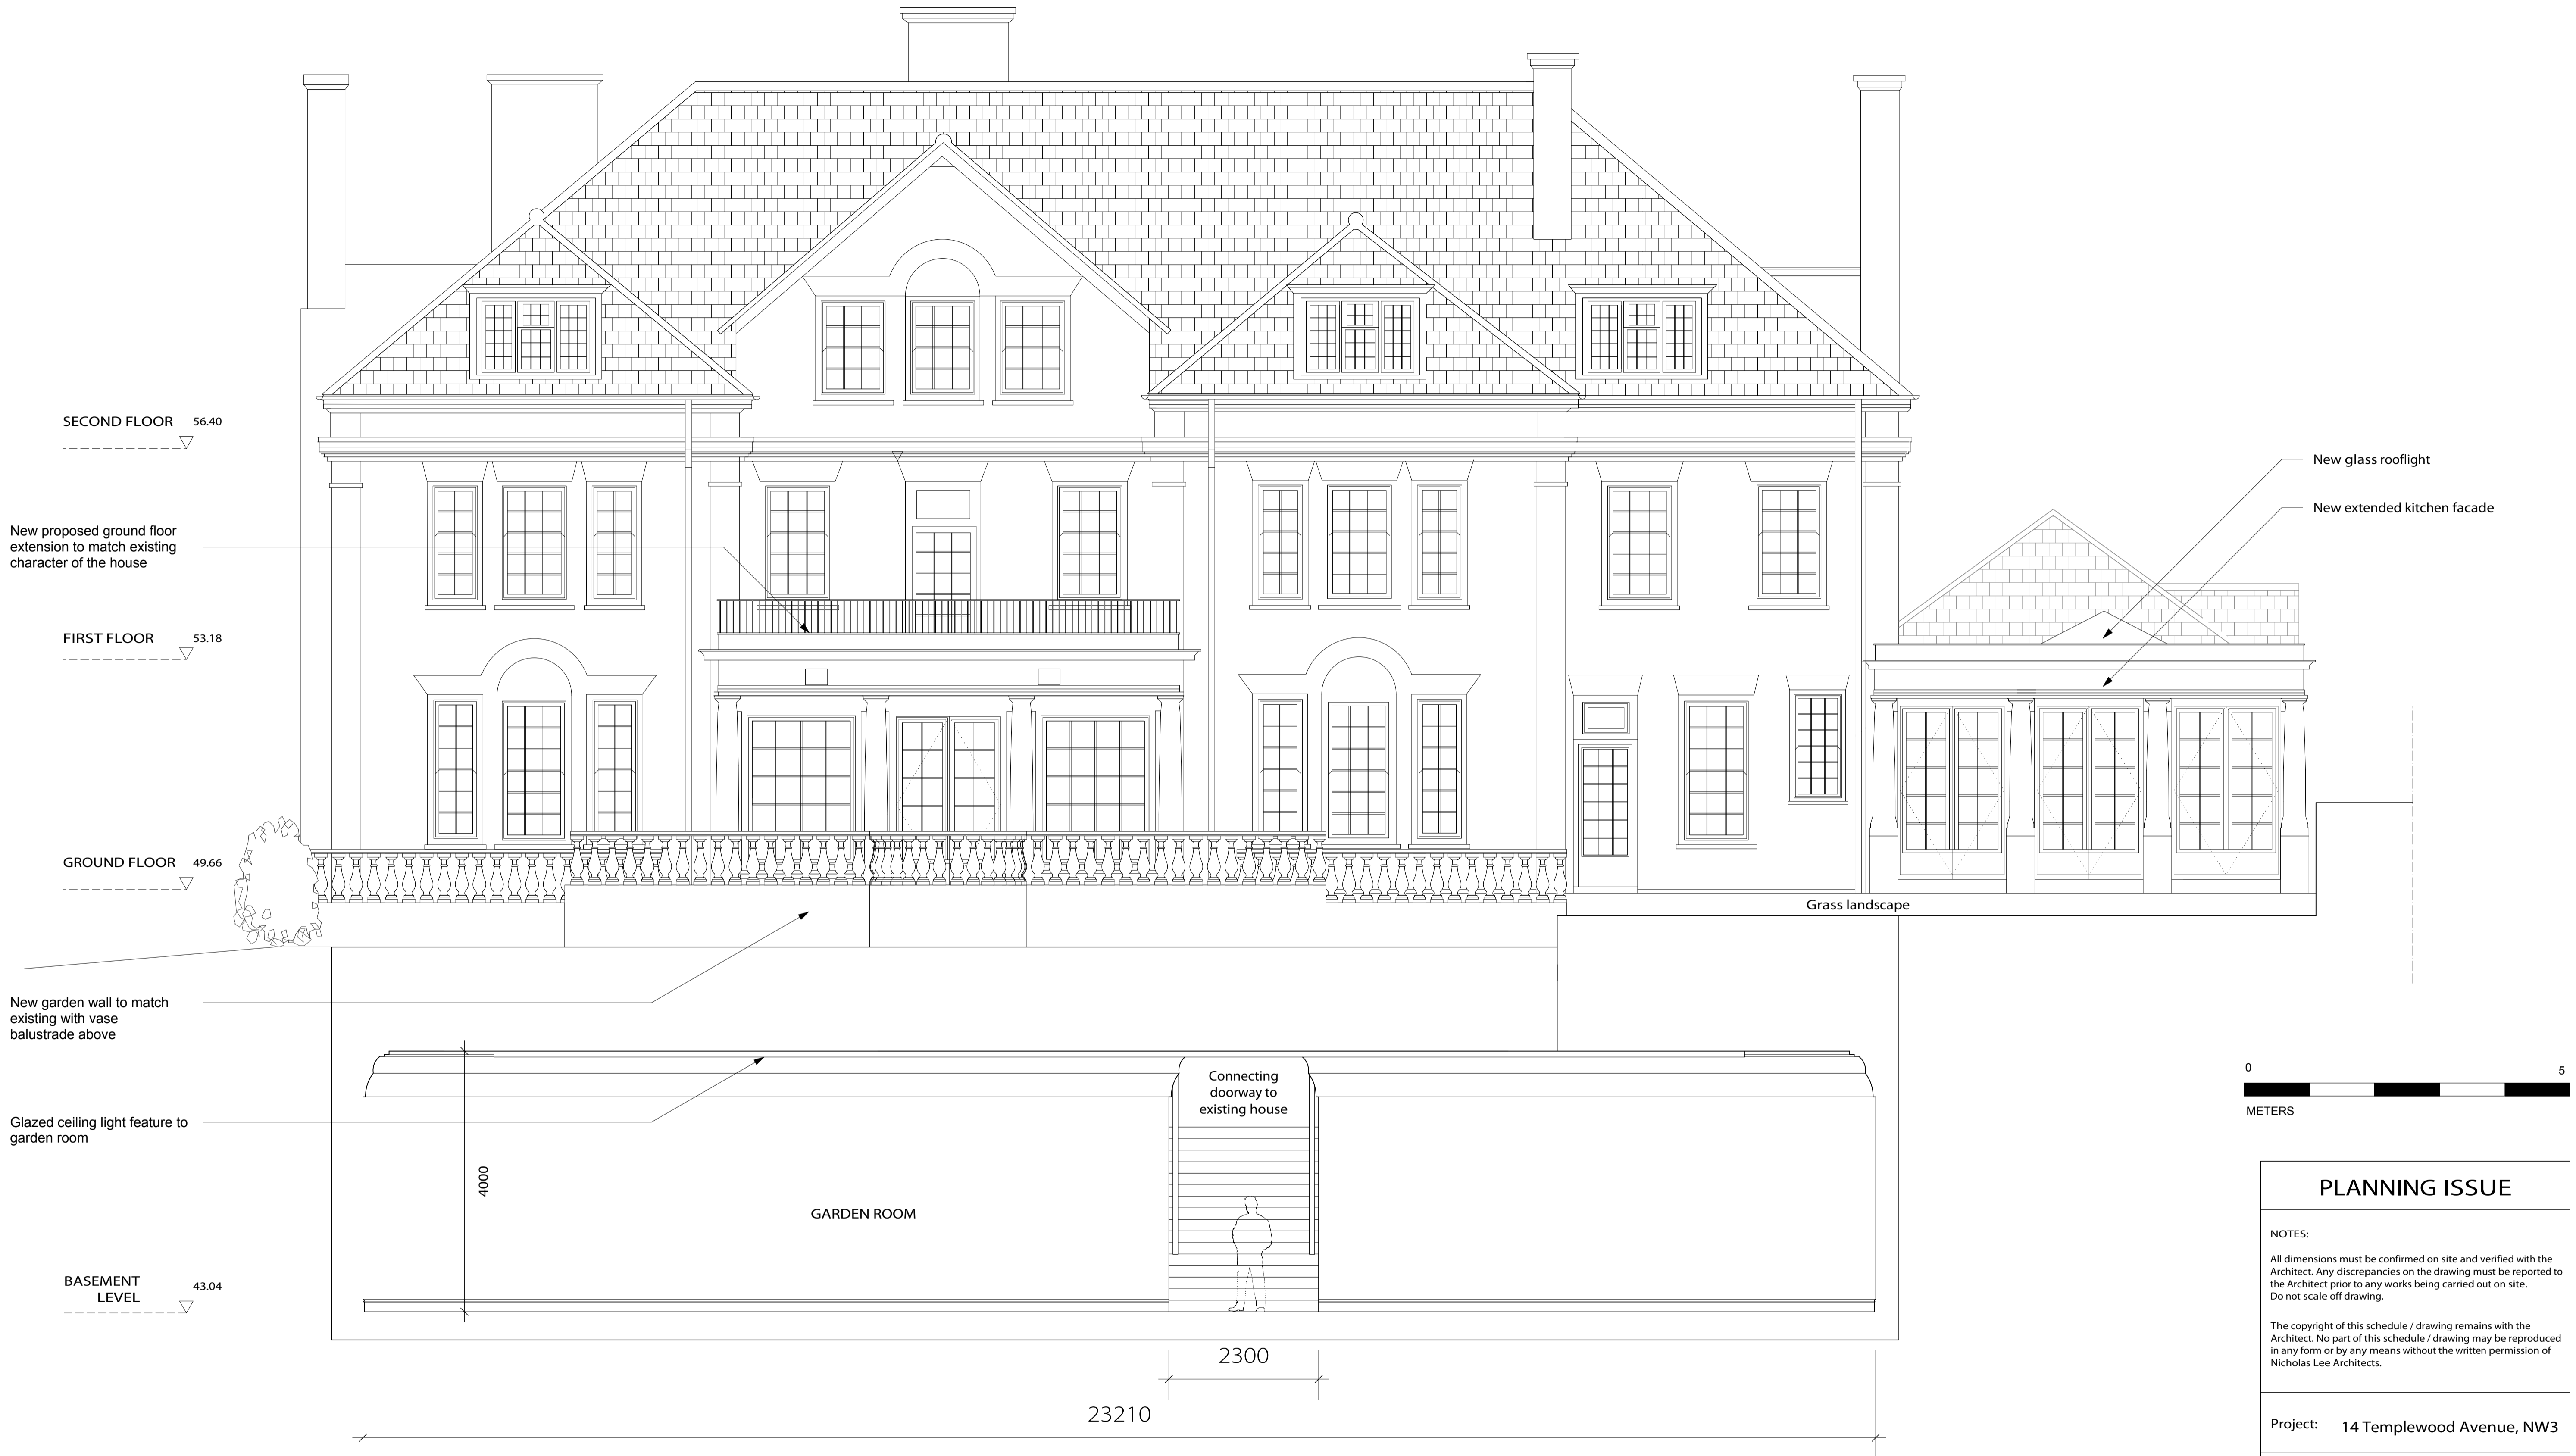 SECOND FLOOR 56.40
New glass rooflight
New extended kitchen facade
New proposed ground floor
extension to match existing
character of the house
FIRST FLOOR 53.18
GROUND FLOOR 49.66
Grass landscape
New garden wall to match
existing with vase
balustrade above
Connecting
doorway to
existing house
0 5
METERS
Glazed ceiling light feature to
garden room
4000
GARDEN ROOM
BASEMENT
LEVEL
43.04
2300
23210
PLANNING ISSUE
NOTES:
All dimensions must be confirmed on site and verified with the
Architect. Any discrepancies on the drawing must be reported to
the Architect prior to any works being carried out on site.
Do not scale off drawing.
The copyright of this schedule / drawing remains with the
Architect. No part of this schedule / drawing may be reproduced
in any form or by any means without the written permission of
Nicholas Lee Architects.
Project: 14 Templewood Avenue, NW3